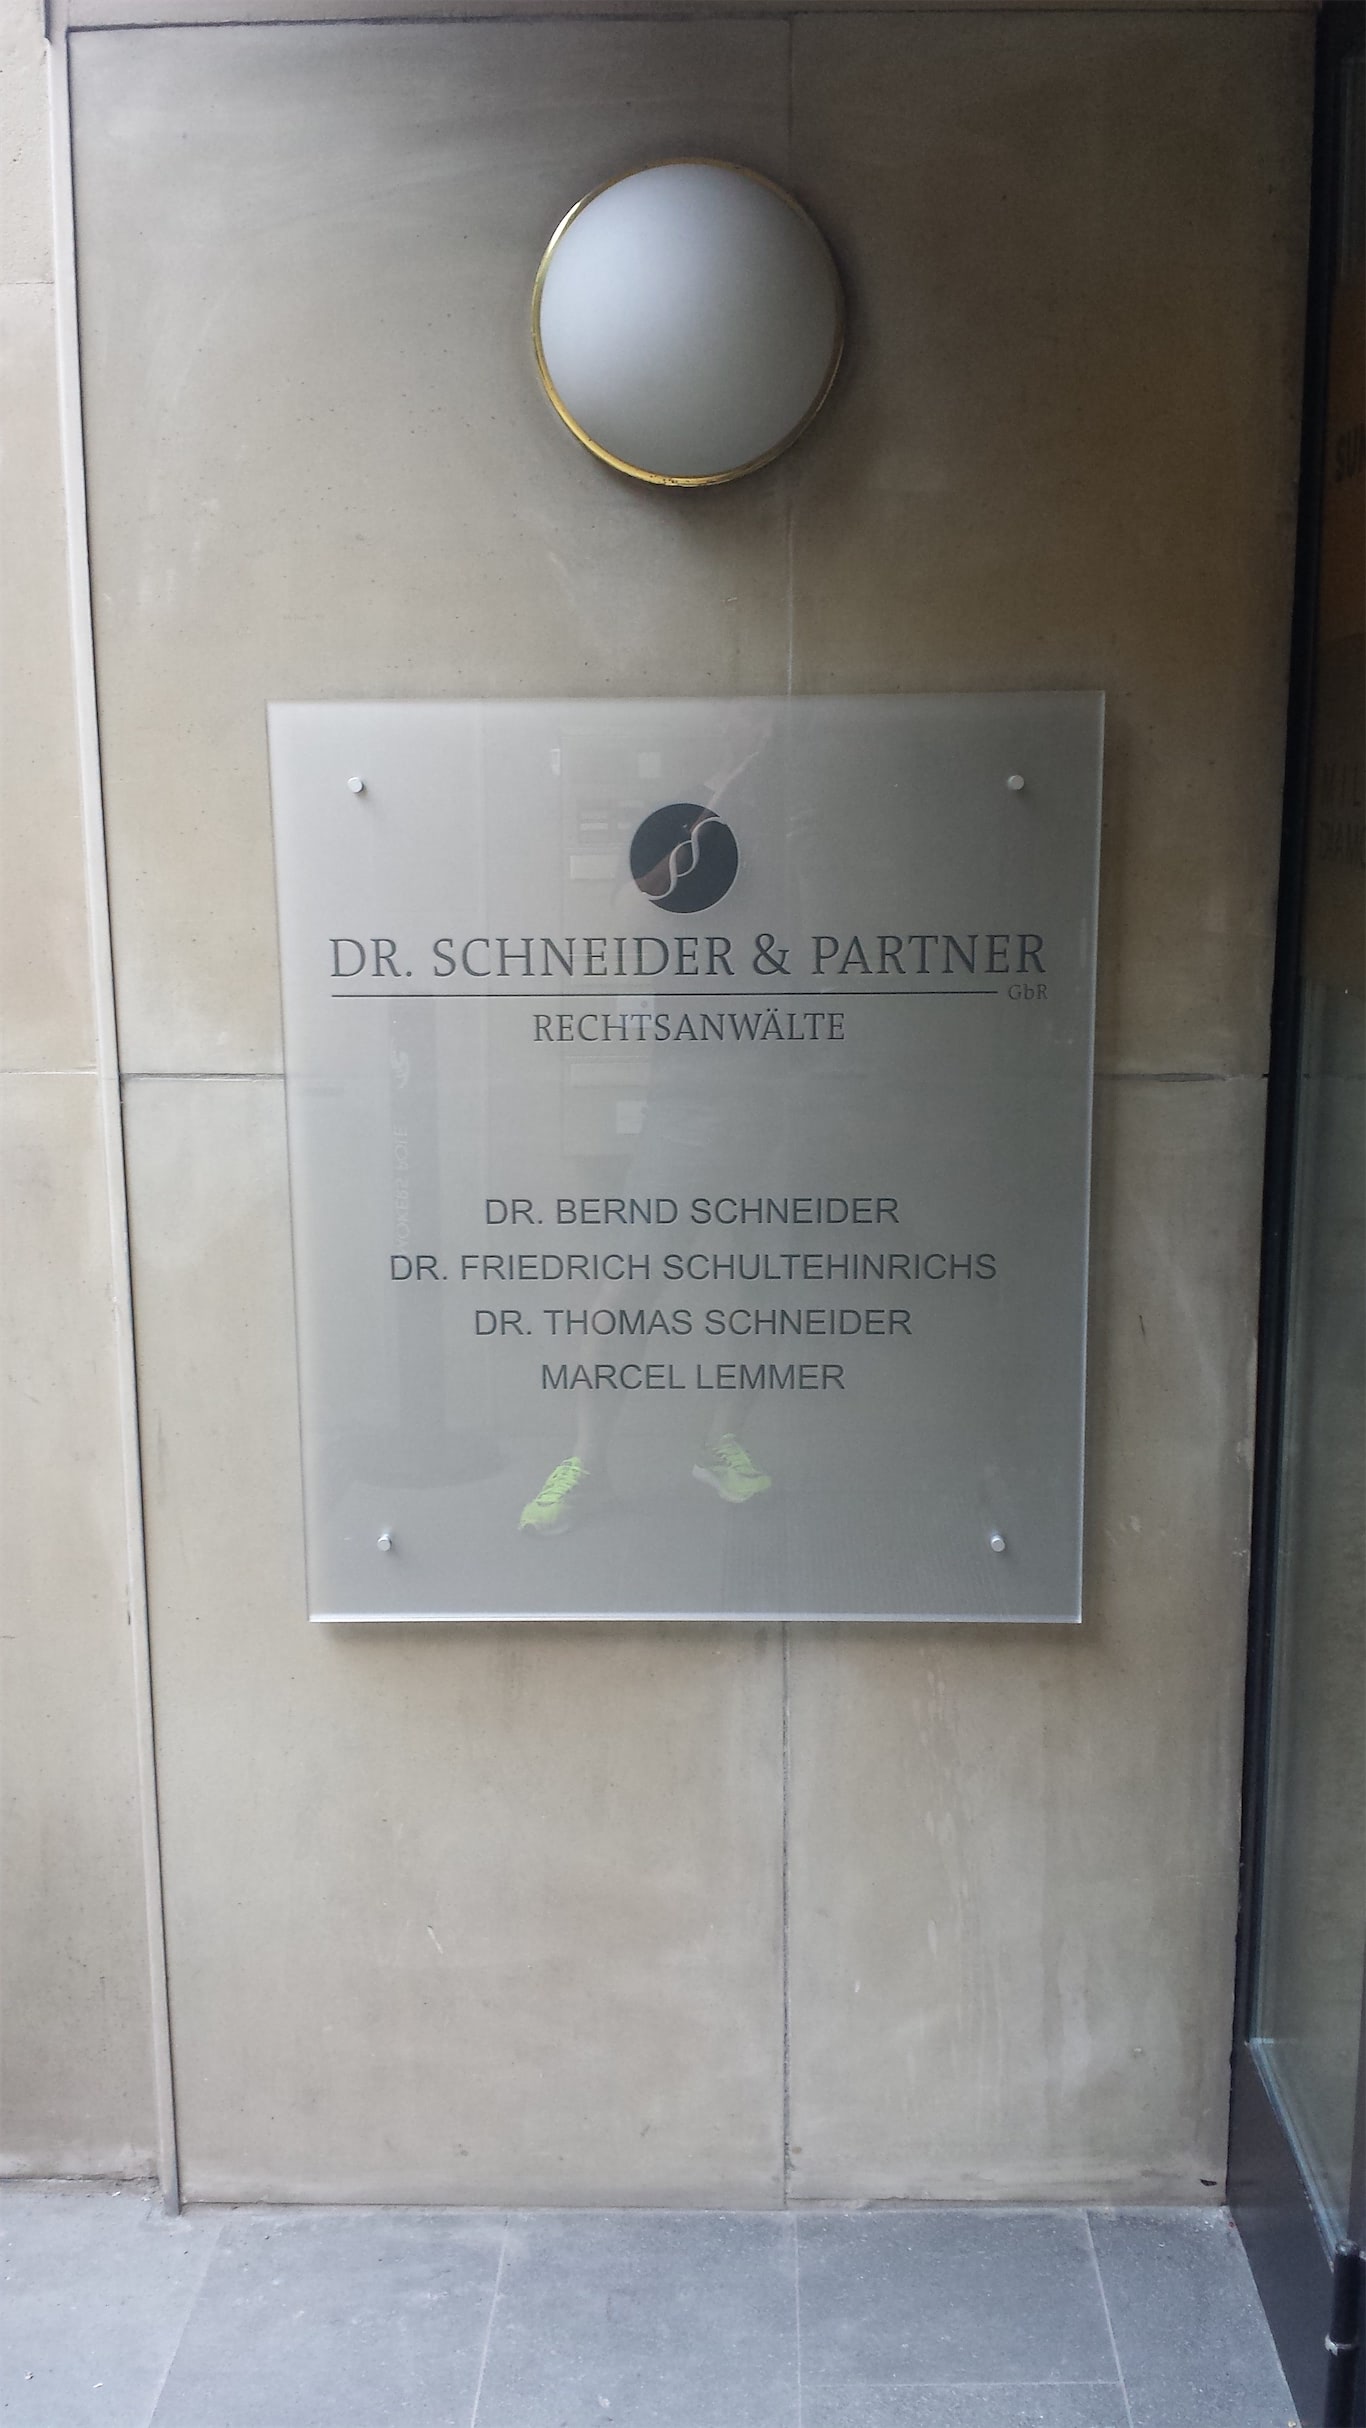 DR. SCHNEIDER & PARTNER
GbR
RECHTSANWÄLTE
DR. BERND SCHNEIDER
DR. FRIEDRICH SCHULTEHINRICHS
DR. THOMAS SCHNEIDER
MARCEL LEMMER